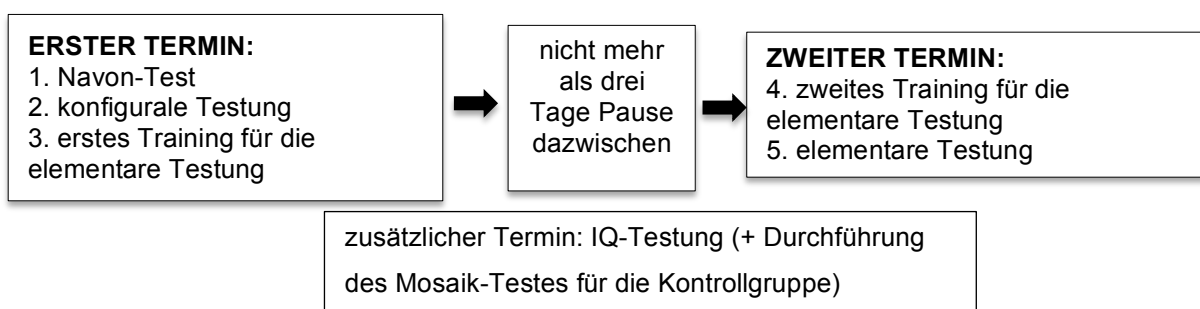 ERSTER TERMIN:
1. Navon-Test
2. konfigurale Testung
3. erstes Training für die
elementare Testung
nicht mehr
als drei
Tage Pause
dazwischen
ZWEITER TERMIN:
4. zweites Training für die
elementare Testung
5. elementare Testung
zusätzlicher Termin: IQ-Testung (+ Durchführung
des Mosaik-Testes für die Kontrollgruppe)